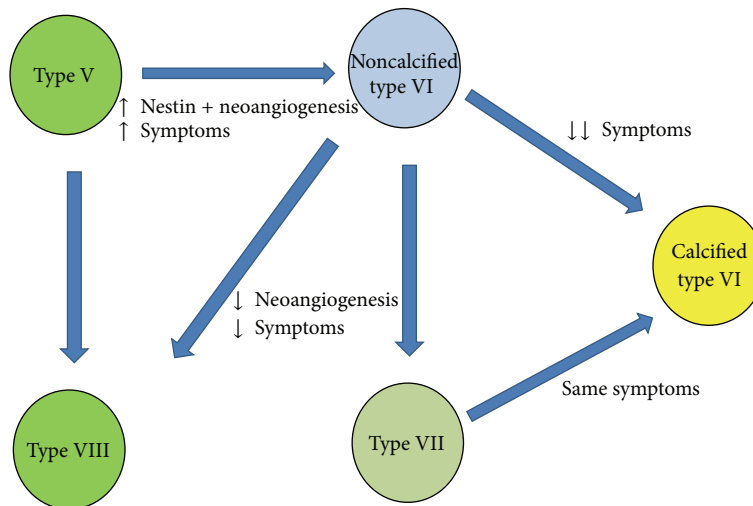 Type V
Noncalcified
type VI
↑ Nestin + neoangiogenesis
↑ Symptoms
↓↓ Symptoms
Calcified
type VI
↓ Neoangiogenesis
↓ Symptoms
Same symptoms
Type VIII
Type VII